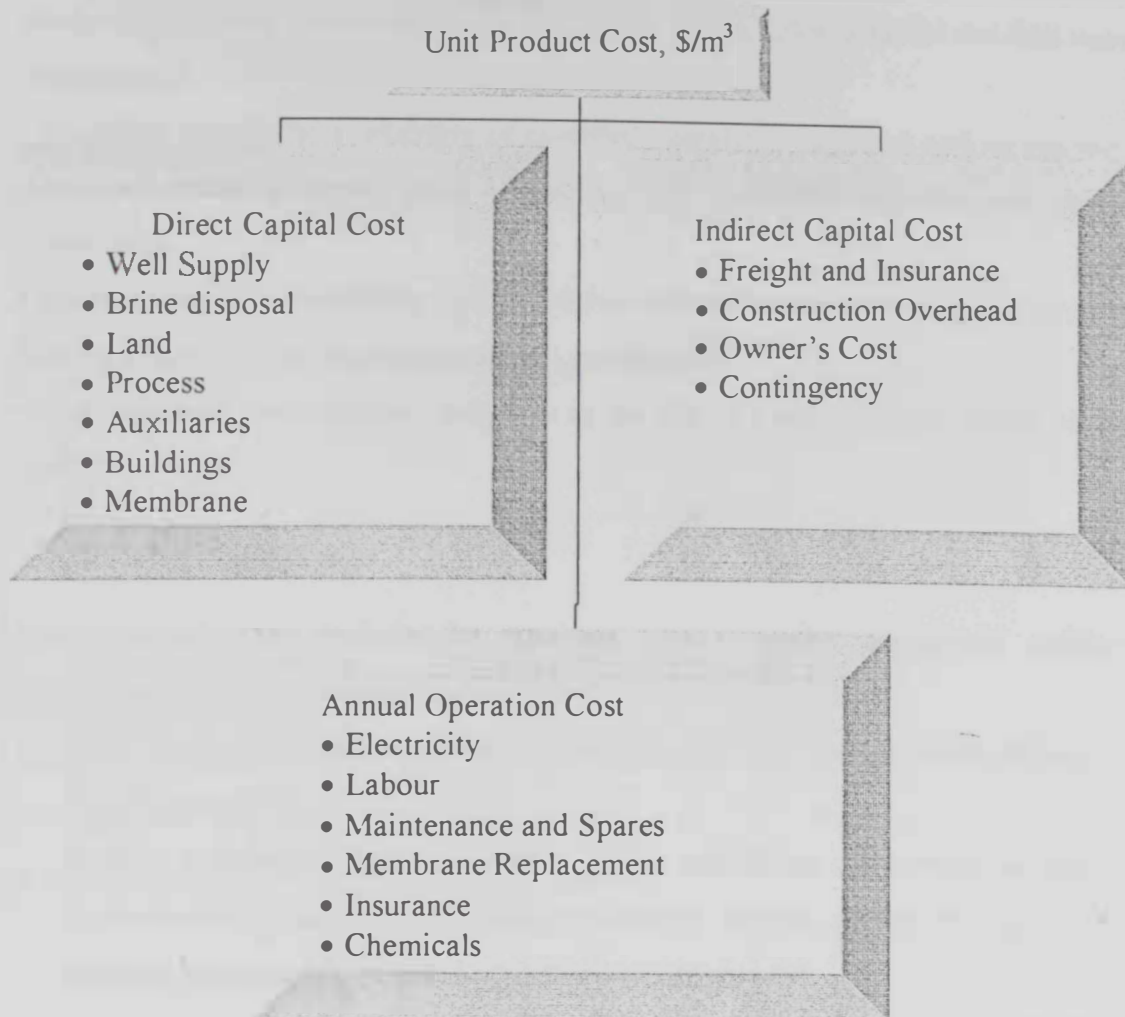 Unit Product Cost, $/m³
Direct Capital Cost
• Well Supply
• Brine disposal
• Land
• Process
• Auxiliaries
• Buildings
• Membrane
Indirect Capital Cost
• Freight and Insurance
• Construction Overhead
• Owner's Cost
• Contingency
Annual Operation Cost
• Electricity
• Labour
• Maintenance and Spares
• Membrane Replacement
• Insurance
• Chemicals